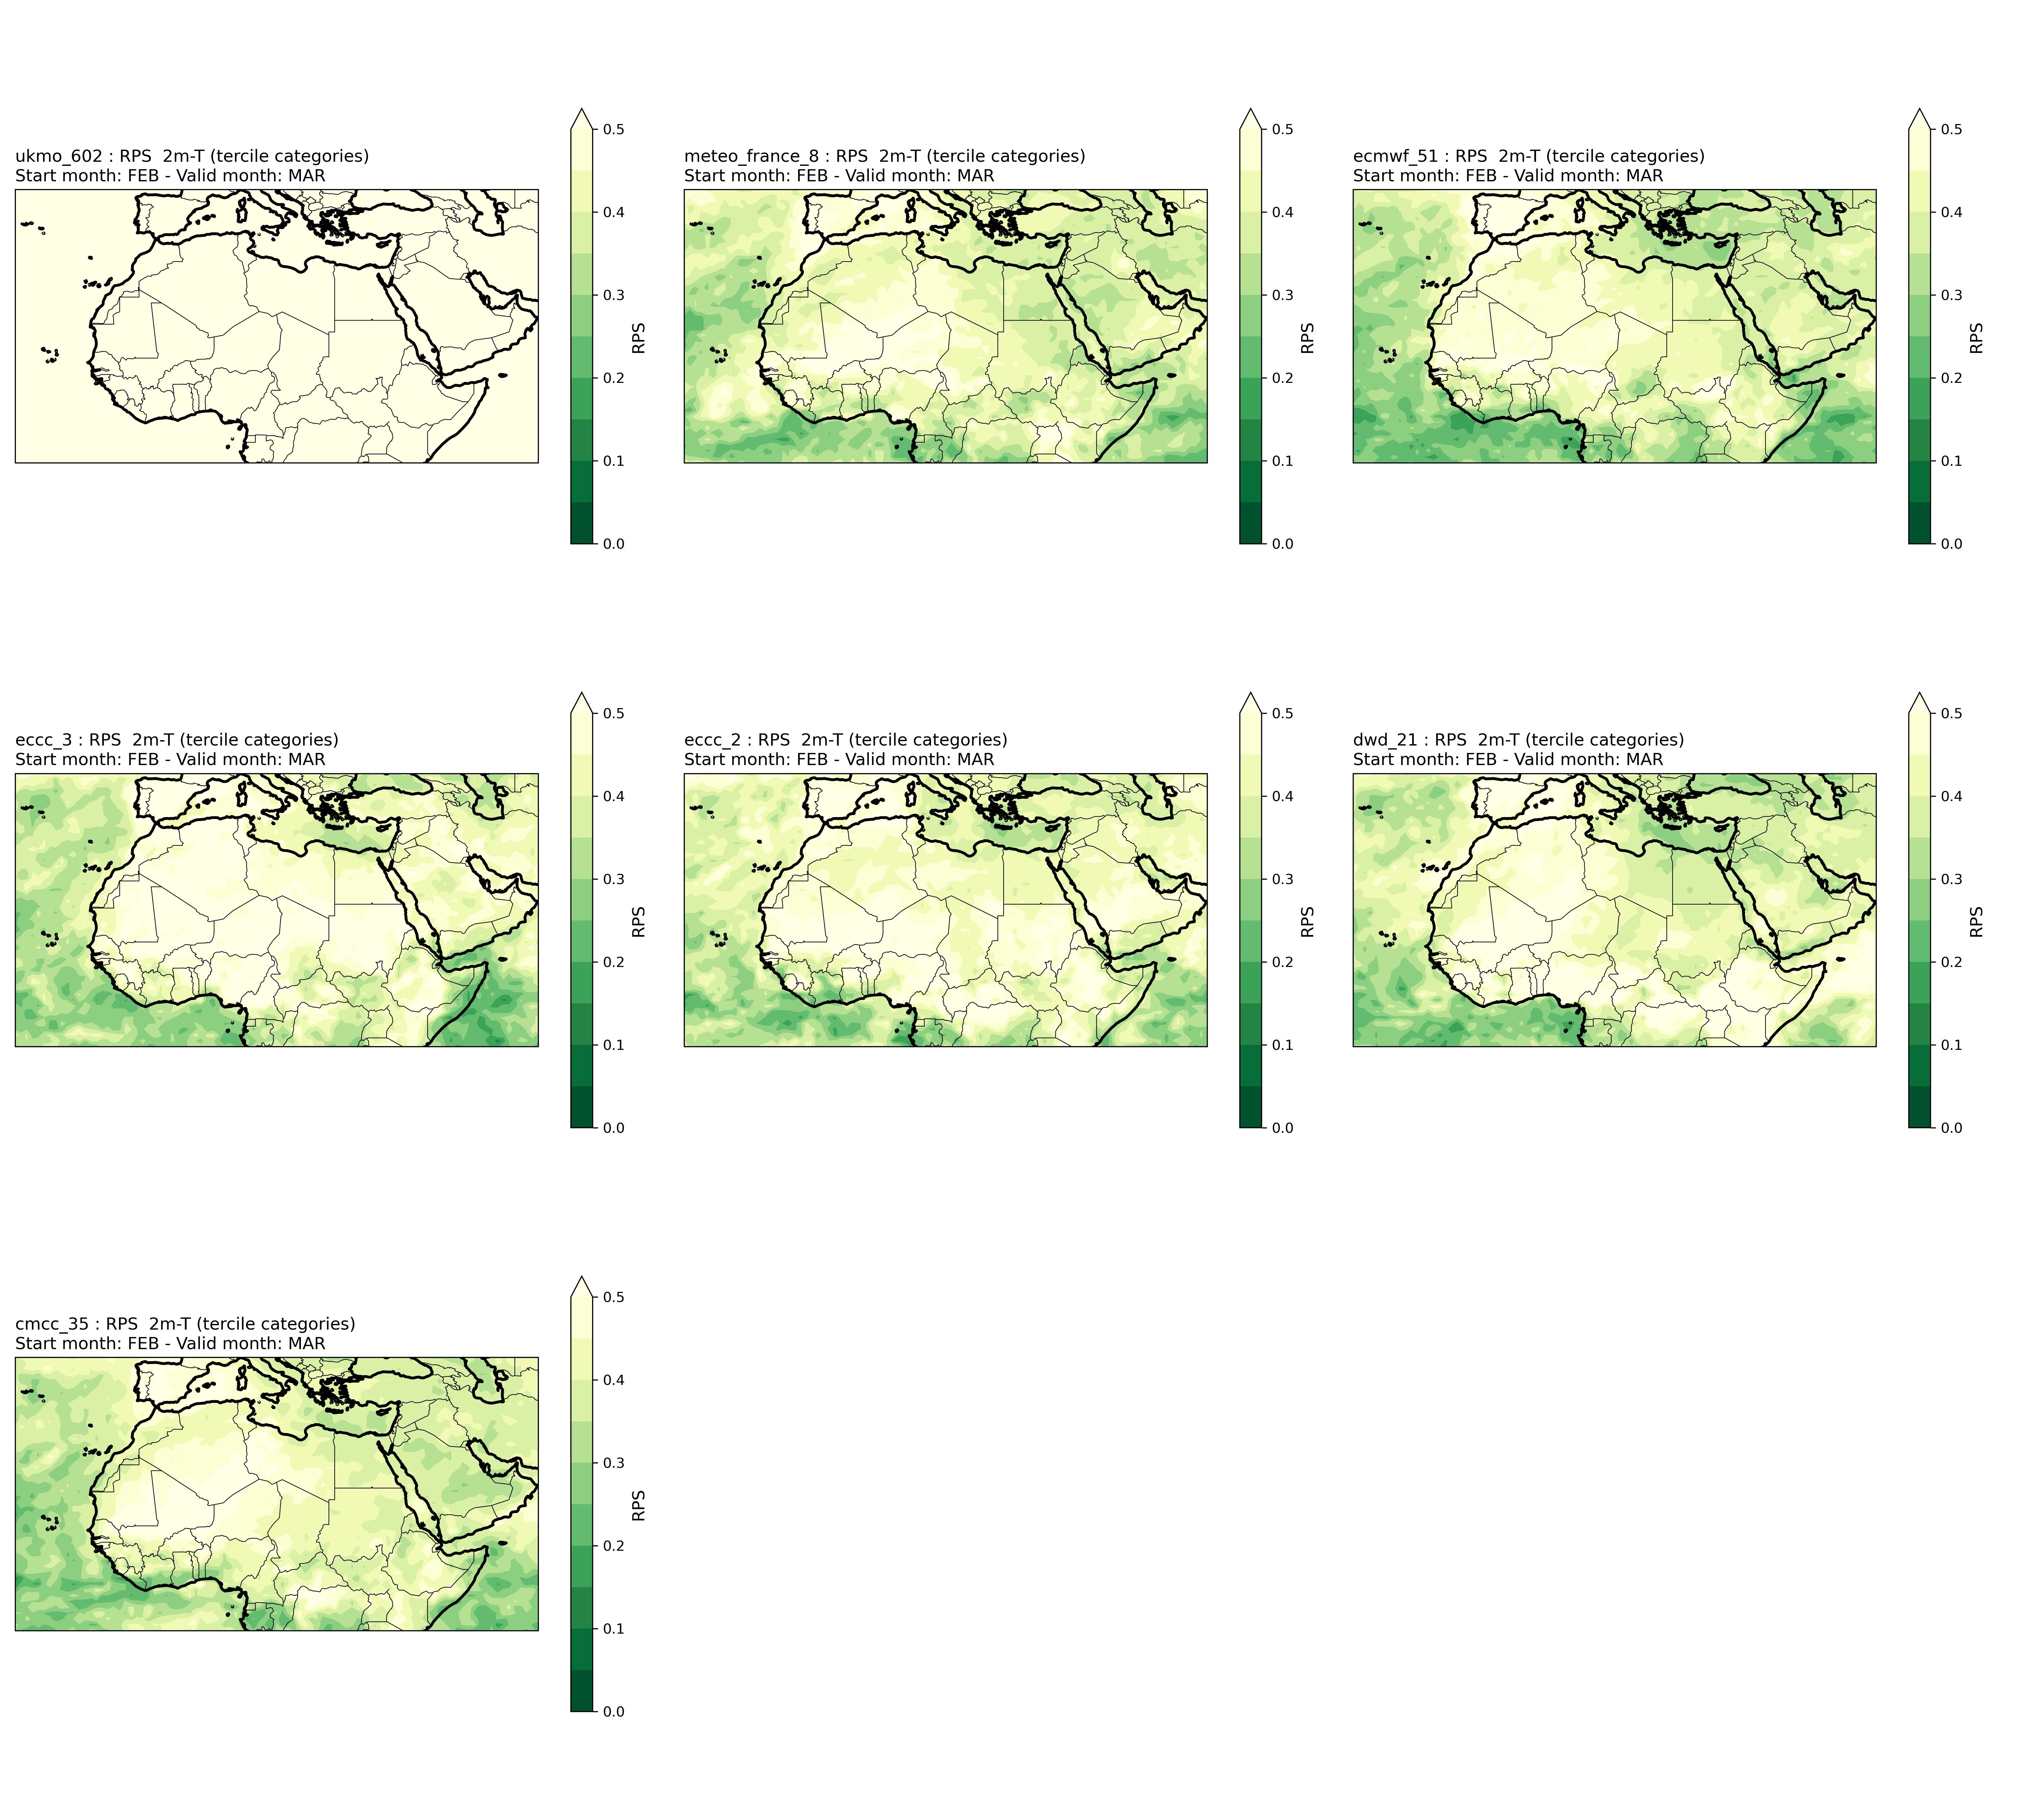 ukmo_602 : RPS  2m-T (tercile categories)
Start month: FEB - Valid month: MAR
0.5
0.4
0.3
0.2
0.1
0.0
RPS
meteo_france_8 : RPS  2m-T (tercile categories)
Start month: FEB - Valid month: MAR
0.5
0.4
0.3
0.2
0.1
0.0
RPS
ecmwf_51 : RPS  2m-T (tercile categories)
Start month: FEB - Valid month: MAR
0.5
0.4
0.3
0.2
0.1
0.0
RPS
eccc_3 : RPS  2m-T (tercile categories)
Start month: FEB - Valid month: MAR
0.5
0.4
0.3
0.2
0.1
0.0
RPS
eccc_2 : RPS  2m-T (tercile categories)
Start month: FEB - Valid month: MAR
0.5
0.4
0.3
0.2
0.1
0.0
RPS
dwd_21 : RPS  2m-T (tercile categories)
Start month: FEB - Valid month: MAR
0.5
0.4
0.3
0.2
0.1
0.0
RPS
cmcc_35 : RPS  2m-T (tercile categories)
Start month: FEB - Valid month: MAR
0.5
0.4
0.3
0.2
0.1
0.0
RPS